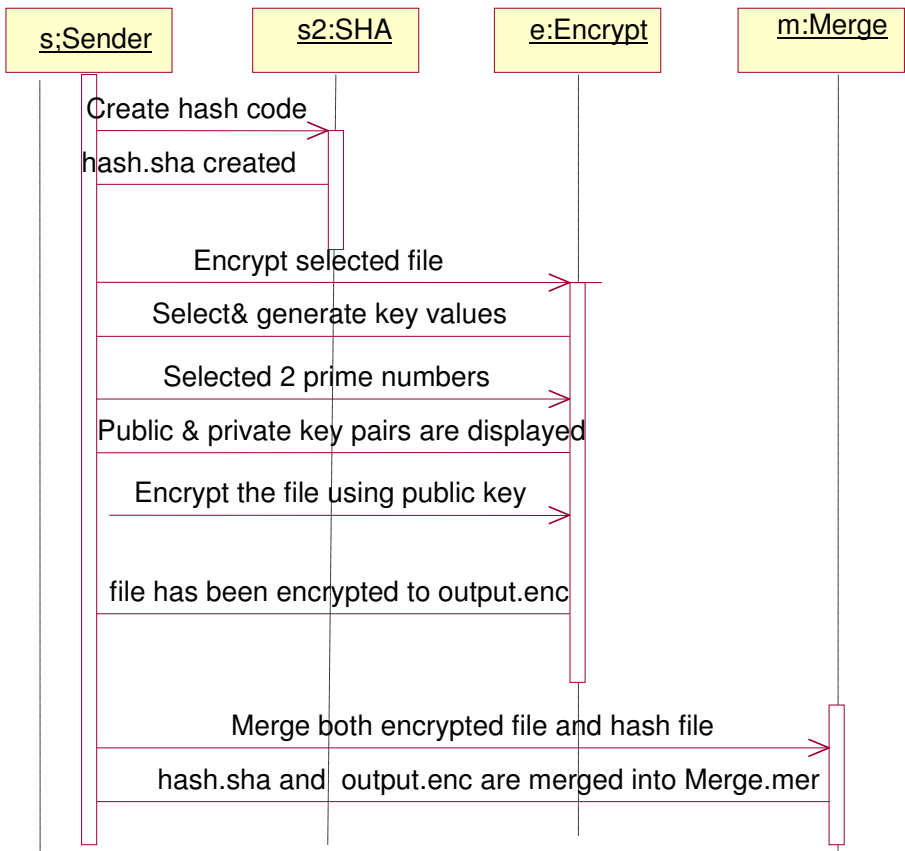 s;Sender
s2:SHA
e:Encrypt
m:Merge
Create hash code
hash.sha created
Encrypt selected file
Select& generate key values
Selected 2 prime numbers
Public & private key pairs are displayed
Encrypt the file using public key
file has been encrypted to output.enc
Merge both encrypted file and hash file
hash.sha and output.enc are merged into Merge.mer